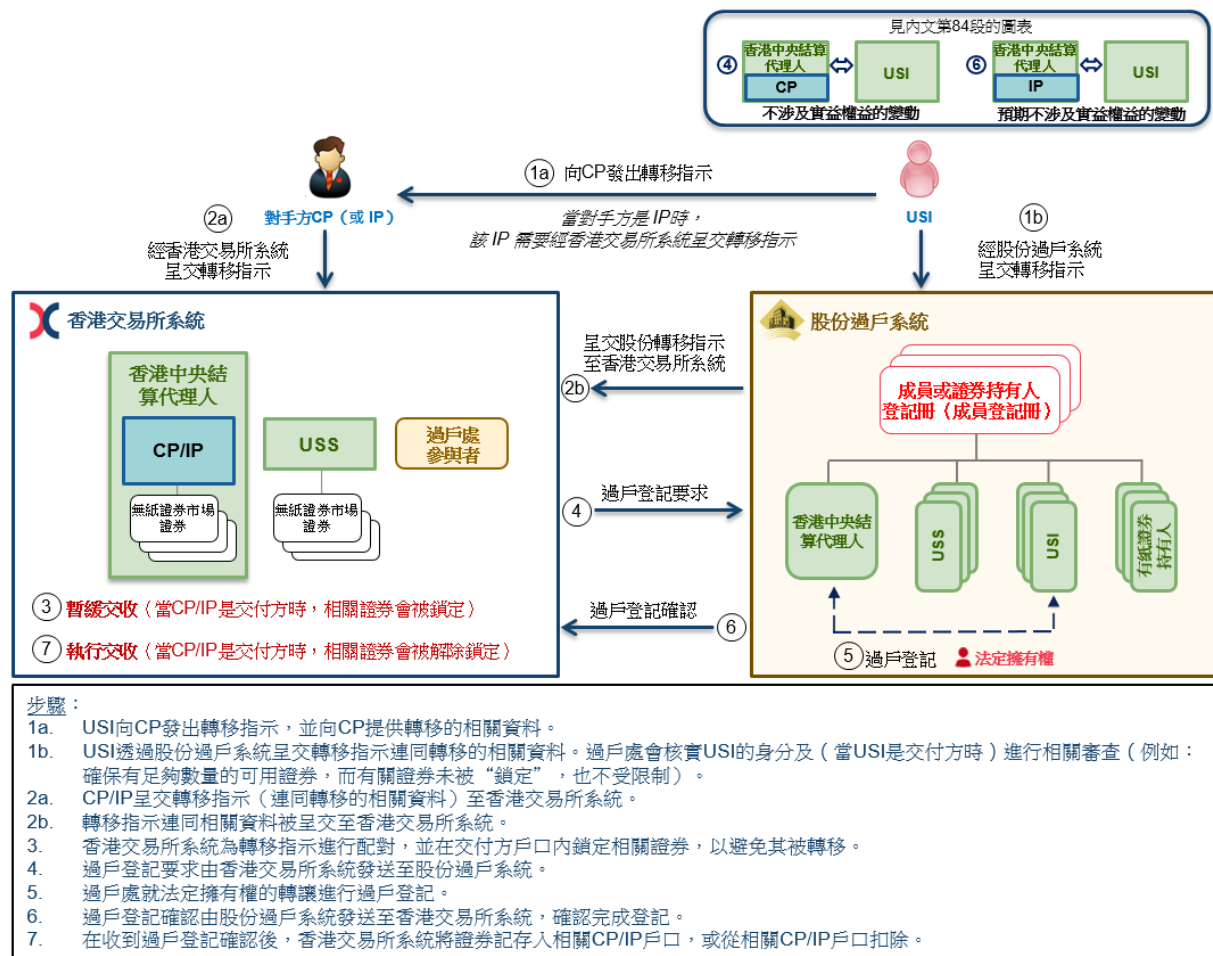 見內文第84段的圖表
④
香港中央結算
代理人
CP
USI
不涉及實益權益的變動
⑥
香港中央結算
代理人
IP
USI
預期不涉及實益權益的變動
1a 向CP發出轉移指示
當對手方是 IP時，
該 IP 需要經香港交易所系統呈交轉移指示
對手方CP（或 IP）
USI
2a
經香港交易所系統
呈交轉移指示
1b
經股份過戶系統
呈交轉移指示
香港交易所系統
香港中央結
算代理人
CP/IP
無紙證券市場
證券
USS
無紙證券市場
證券
過戶處
參與者
3 暫緩交收（當CP/IP是交付方時，相關證券會被鎖定）
7 執行交收（當CP/IP是交付方時，相關證券會被解除鎖定）
呈交股份轉移指示
至香港交易所系統
2b
過戶登記要求
4
過戶登記確認
6
股份過戶系統
成員或證券持有人
登記冊（成員登記冊）
香港中央結
算代理人
USS
USI
有紙證券
持有人
5 過戶登記 法定擁有權
步驟：
1a. USI向CP發出轉移指示，並向CP提供轉移的相關資料。
1b. USI透過股份過戶系統呈交轉移指示連同轉移的相關資料。過戶處會核實USI的身分及（當USI是交付方時）進行相關審查（例如：
確保有足夠數量的可用證券，而有關證券未被“鎖定”，也不受限制）。
2a. CP/IP呈交轉移指示（連同轉移的相關資料）至香港交易所系統。
2b. 轉移指示連同相關資料被呈交至香港交易所系統。
3. 香港交易所系統為轉移指示進行配對，並在交付方戶口內鎖定相關證券，以避免其被轉移。
4. 過戶登記要求由香港交易所系統發送至股份過戶系統。
5. 過戶處就法定擁有權的轉讓進行過戶登記。
6. 過戶登記確認由股份過戶系統發送至香港交易所系統，確認完成登記。
7. 在收到過戶登記確認後，香港交易所系統將證券記存入相關CP/IP戶口，或從相關CP/IP戶口扣除。